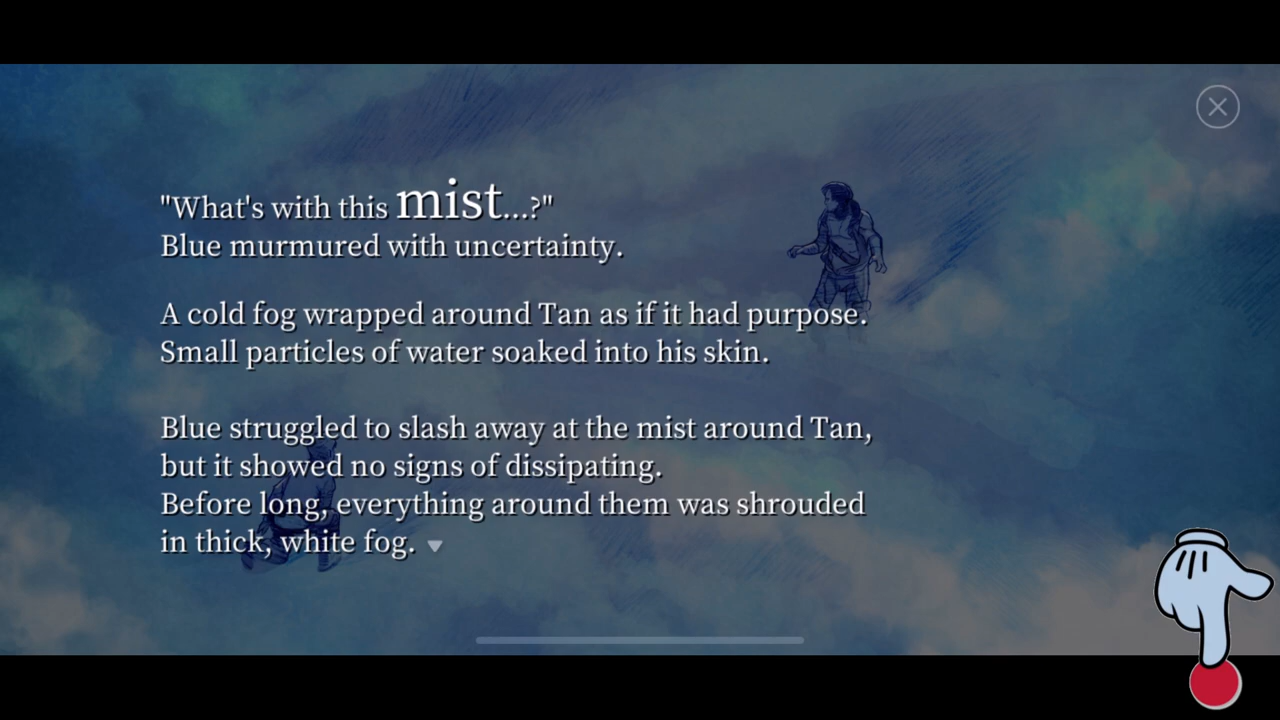 "What's with this mist...?"
Blue murmured with uncertainty.
A cold fog wrapped around Tan as if it had purpose.
Small particles of water soaked into his skin.
Blue struggled to slash away at the mist around Tan,
but it showed no signs of dissipating.
Before long, everything around them was shrouded
in thick, white fog.